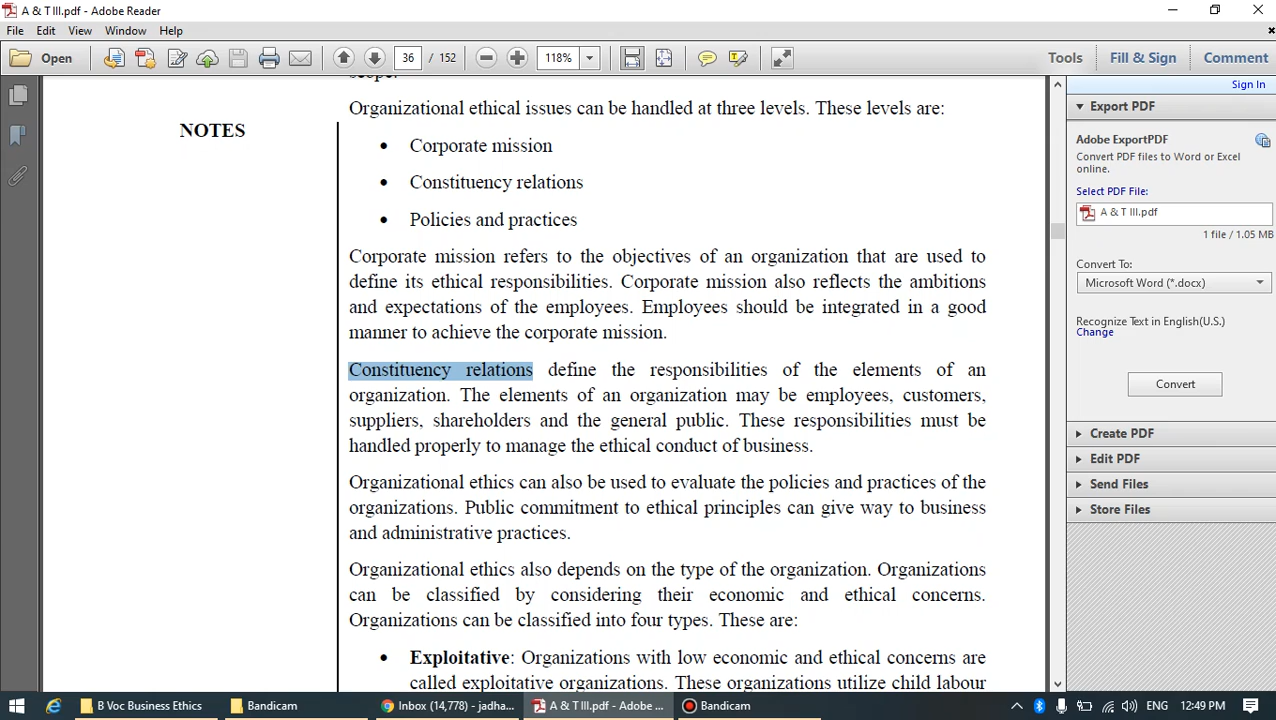 A & T III.pdf - Adobe Reader
File Edit View Window Help
Open 36 / 152 118% Tools Fill & Sign Comment
scope.
Organizational ethical issues can be handled at three levels. These levels are:
NOTES
• Corporate mission
• Constituency relations
• Policies and practices
Corporate mission refers to the objectives of an organization that are used to
define its ethical responsibilities. Corporate mission also reflects the ambitions
and expectations of the employees. Employees should be integrated in a good
manner to achieve the corporate mission.
Constituency relations define the responsibilities of the elements of an
organization. The elements of an organization may be employees, customers,
suppliers, shareholders and the general public. These responsibilities must be
handled properly to manage the ethical conduct of business.
Organizational ethics can also be used to evaluate the policies and practices of the
organizations. Public commitment to ethical principles can give way to business
and administrative practices.
Organizational ethics also depends on the type of the organization. Organizations
can be classified by considering their economic and ethical concerns.
Organizations can be classified into four types. These are:
• Exploitative: Organizations with low economic and ethical concerns are
called exploitative organizations. These organizations utilize child labour
Sign In
Export PDF
Adobe ExportPDF
Convert PDF files to Word or Excel
online.
Select PDF File:
A & T III.pdf
1 file / 1.05 MB
Convert To:
Microsoft Word (*.docx)
Recognize Text in English(U.S.)
Change
Convert
Create PDF
Edit PDF
Send Files
Store Files
B Voc Business Ethics Bandicam Inbox (14,778) - jadha... A & T III.pdf - Adobe ... Bandicam ENG 12:49 PM